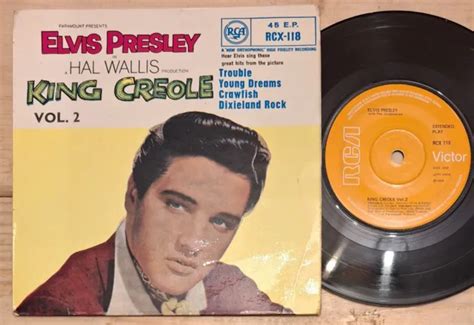 PARAMOUNT PRESENTS
ELVIS PRESLEY
IN
A HAL WALLIS
PRODUCTION
KING CREOLE
VOL. 2
RCA
45 E.P.
RCX-118
A "NEW ORTHOPHONIC" HIGH FIDELITY RECORDING
Hear Elvis sing these
great hits from the picture
Trouble
Young Dreams
Crawfish
Dixieland Rock
ELVIS PRESLEY
EXTENDED
PLAY
RCX 118
RCA
Victor
KING CREOLE Vol.2